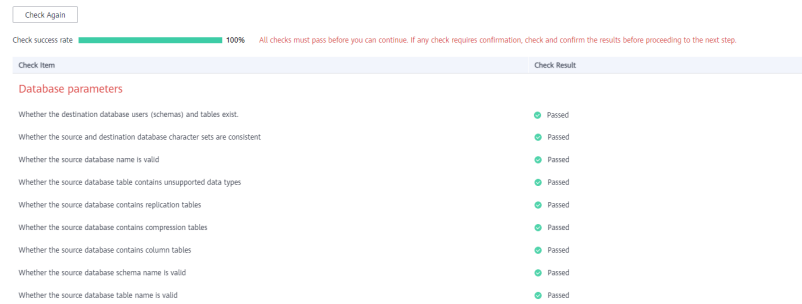 Check Again
Check success rate 100% All checks must pass before you can continue. If any check requires confirmation, check and confirm the results before proceeding to the next step.
Check Item Check Result
Database parameters
Whether the destination database users (schemas) and tables exist. Passed
Whether the source and destination database character sets are consistent Passed
Whether the source database name is valid Passed
Whether the source database table contains unsupported data types Passed
Whether the source database contains replication tables Passed
Whether the source database contains compression tables Passed
Whether the source database contains column tables Passed
Whether the source database schema name is valid Passed
Whether the source database table name is valid Passed